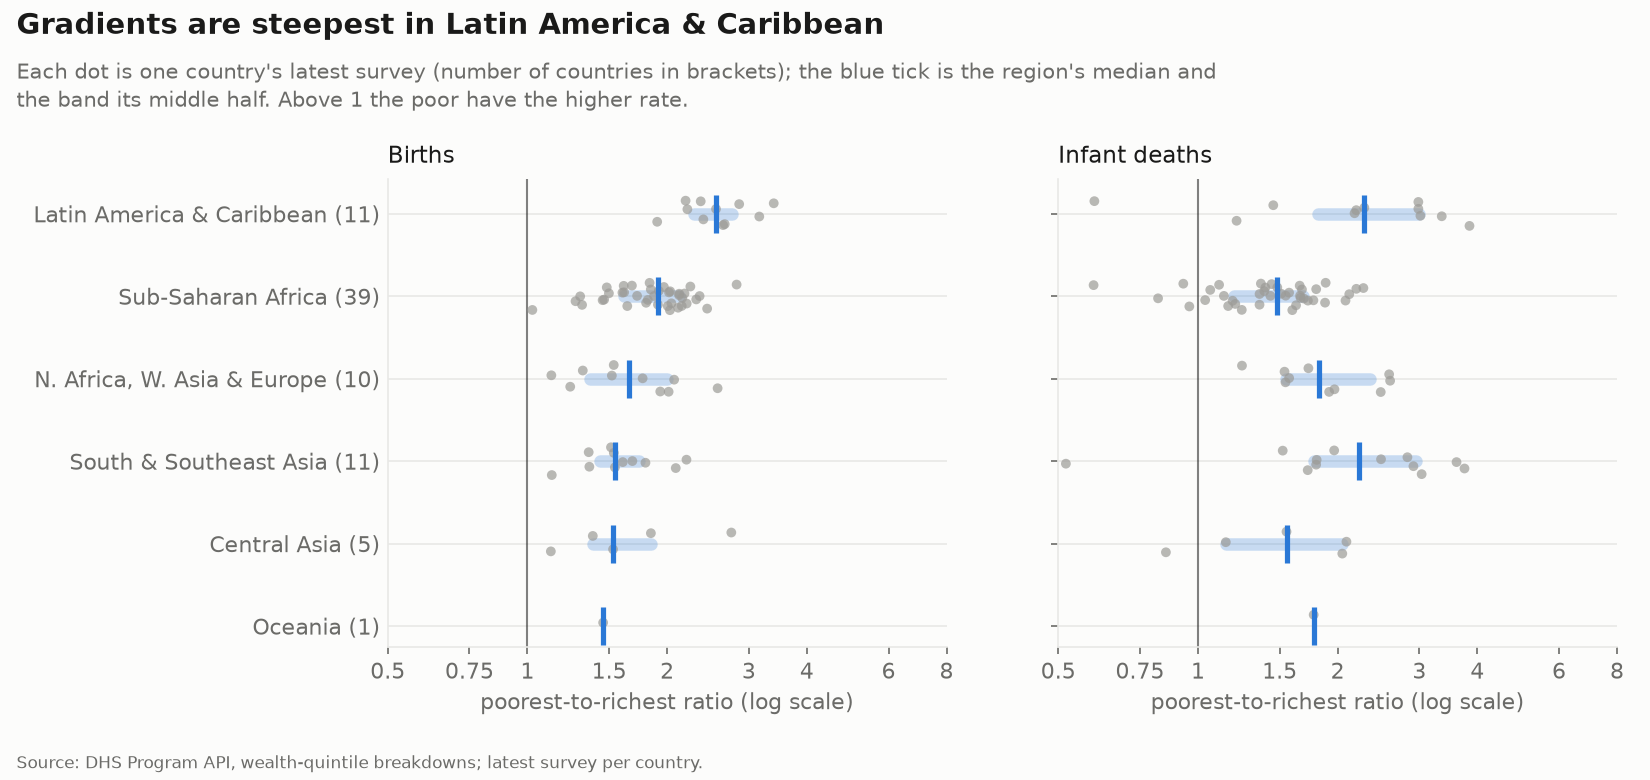 Gradients are steepest in Latin America & Caribbean
Each dot is one country's latest survey (number of countries in brackets); the blue tick is the region's median and
the band its middle half. Above 1 the poor have the higher rate.
Births
Infant deaths
Latin America & Caribbean (11)
Sub-Saharan Africa (39)
N. Africa, W. Asia & Europe (10)
South & Southeast Asia (11)
Central Asia (5)
Oceania (1)
0.5 0.75 1 1.5 2 3 4 6 8
0.5 0.75 1 1.5 2 3 4 6 8
poorest-to-richest ratio (log scale)
poorest-to-richest ratio (log scale)
Source: DHS Program API, wealth-quintile breakdowns; latest survey per country.